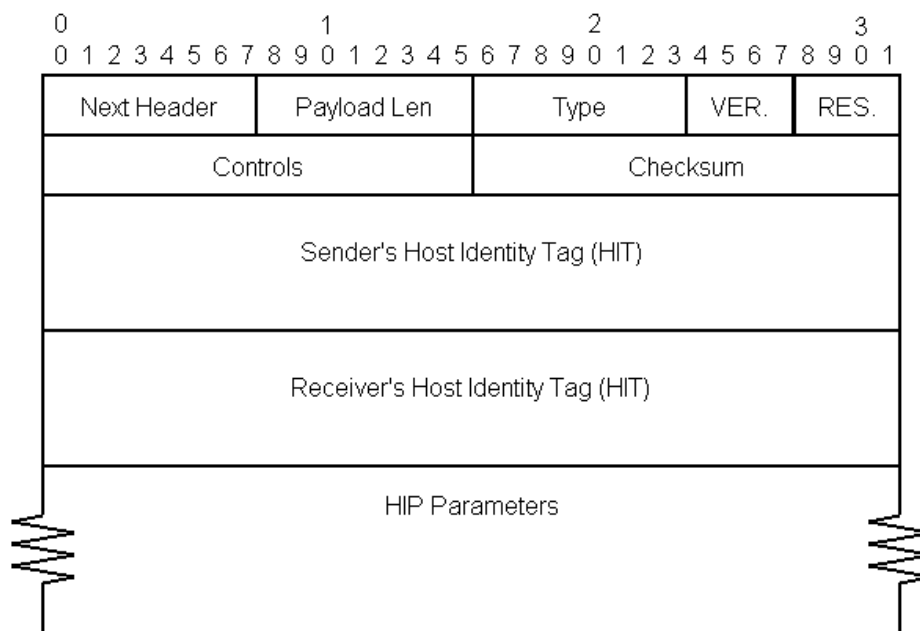 0 1 2 3
0 1 2 3 4 5 6 7 8 9 0 1 2 3 4 5 6 7 8 9 0 1 2 3 4 5 6 7 8 9 0 1
Next Header Payload Len Type VER. RES.
Controls Checksum
Sender's Host Identity Tag (HIT)
Receiver's Host Identity Tag (HIT)
HIP Parameters